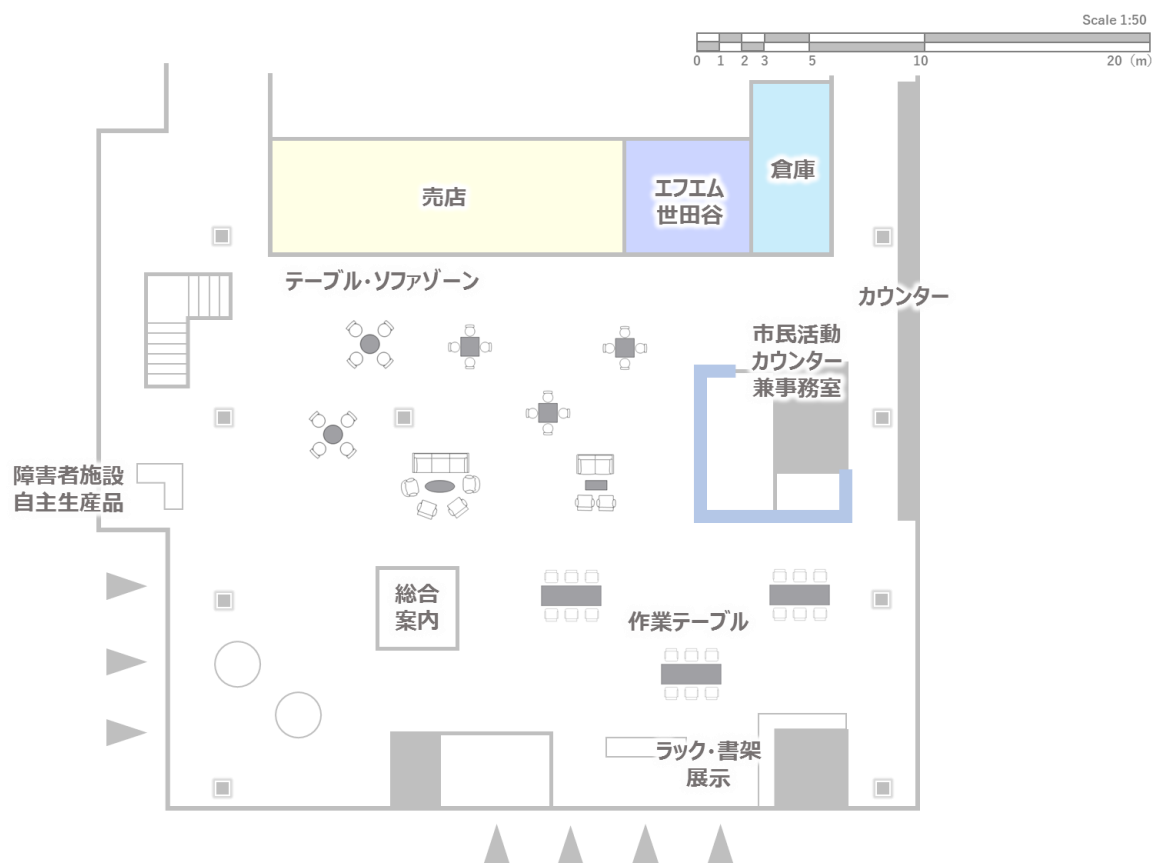 Scale 1:50
0 1 2 3 5 10 20 (m)
売店
エフエム
世田谷
倉庫
テーブル・ソファゾーン
カウンター
市民活動
カウンター
兼事務室
障害者施設
自主生産品
総合
案内
作業テーブル
ラック・書架
展示